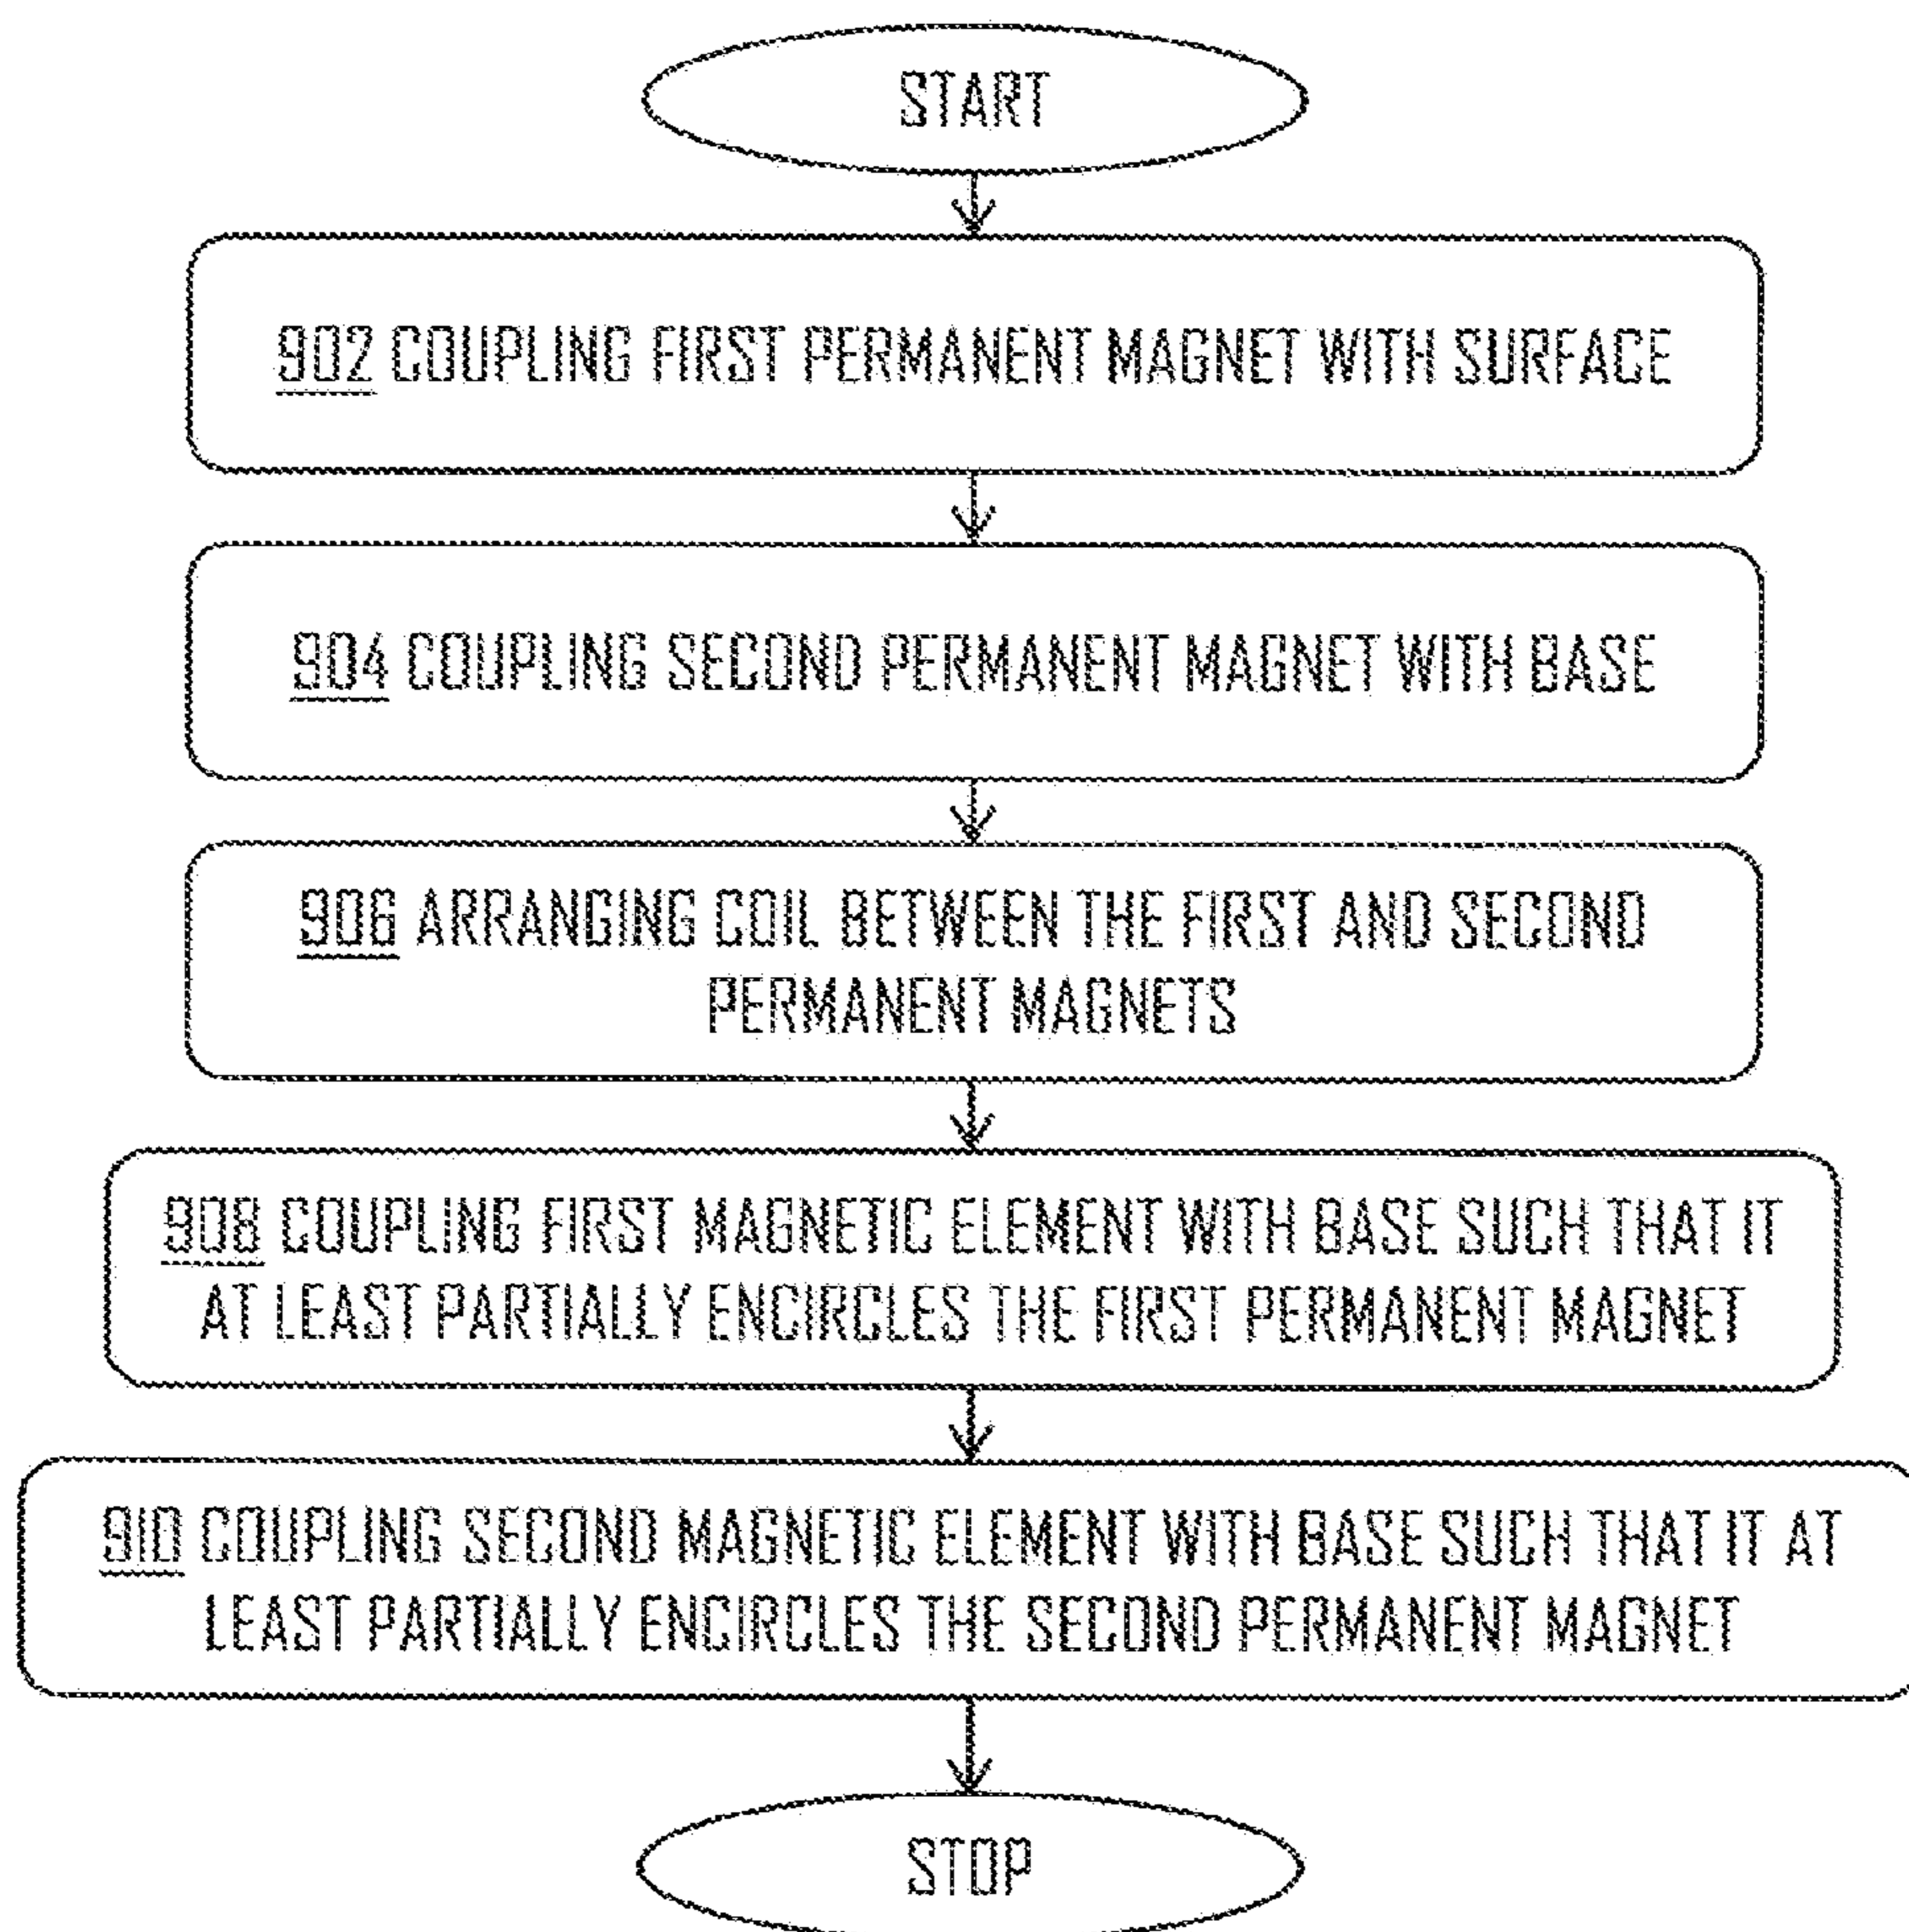 START
902 COUPLING FIRST PERMANENT MAGNET WITH SURFACE
904 COUPLING SECOND PERMANENT MAGNET WITH BASE
906 ARRANGING COIL BETWEEN THE FIRST AND SECOND
PERMANENT MAGNETS
908 COUPLING FIRST MAGNETIC ELEMENT WITH BASE SUCH THAT IT
AT LEAST PARTIALLY ENCIRCLES THE FIRST PERMANENT MAGNET
910 COUPLING SECOND MAGNETIC ELEMENT WITH BASE SUCH THAT IT AT
LEAST PARTIALLY ENCIRCLES THE SECOND PERMANENT MAGNET
STOP